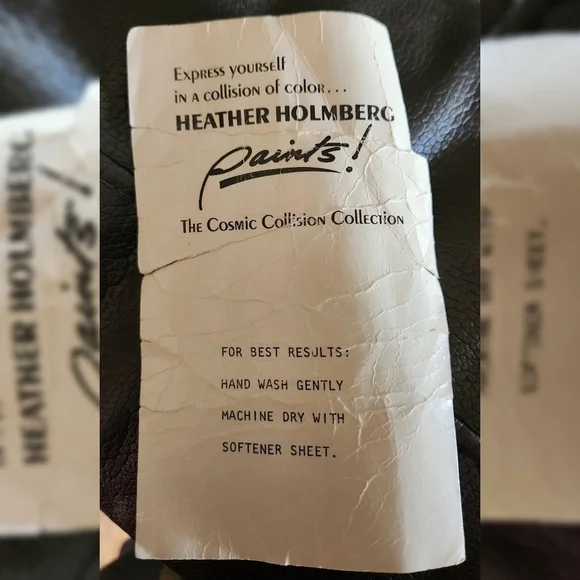 Express yourself
in a collision of color...
HEATHER HOLMBERG
paints!
The Cosmic Collision Collection
FOR BEST RESULTS:
HAND WASH GENTLY
MACHINE DRY WITH
SOFTENER SHEET.